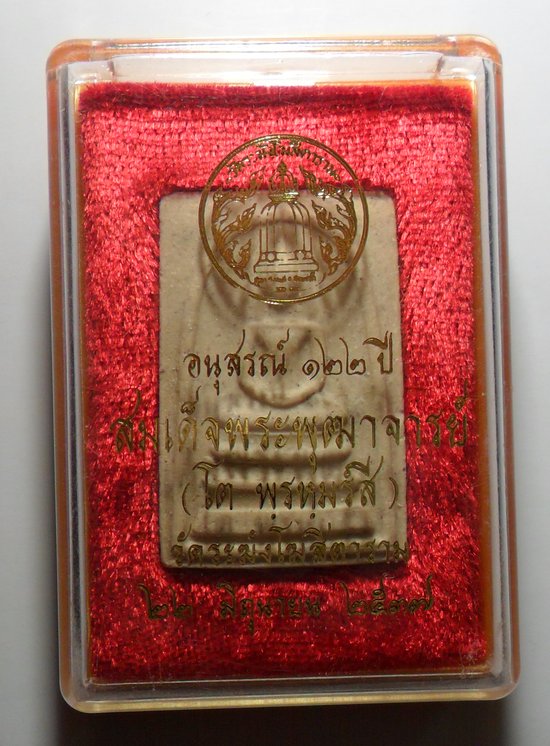 อนุสรณ์ ๑๒๒ ปี
สมเด็จพระพุฒาจารย์
( โต พฺรหฺมรํสี )
วัดระฆังโฆสิตาราม
๒๒ มิถุนายน ๒๕๓๗